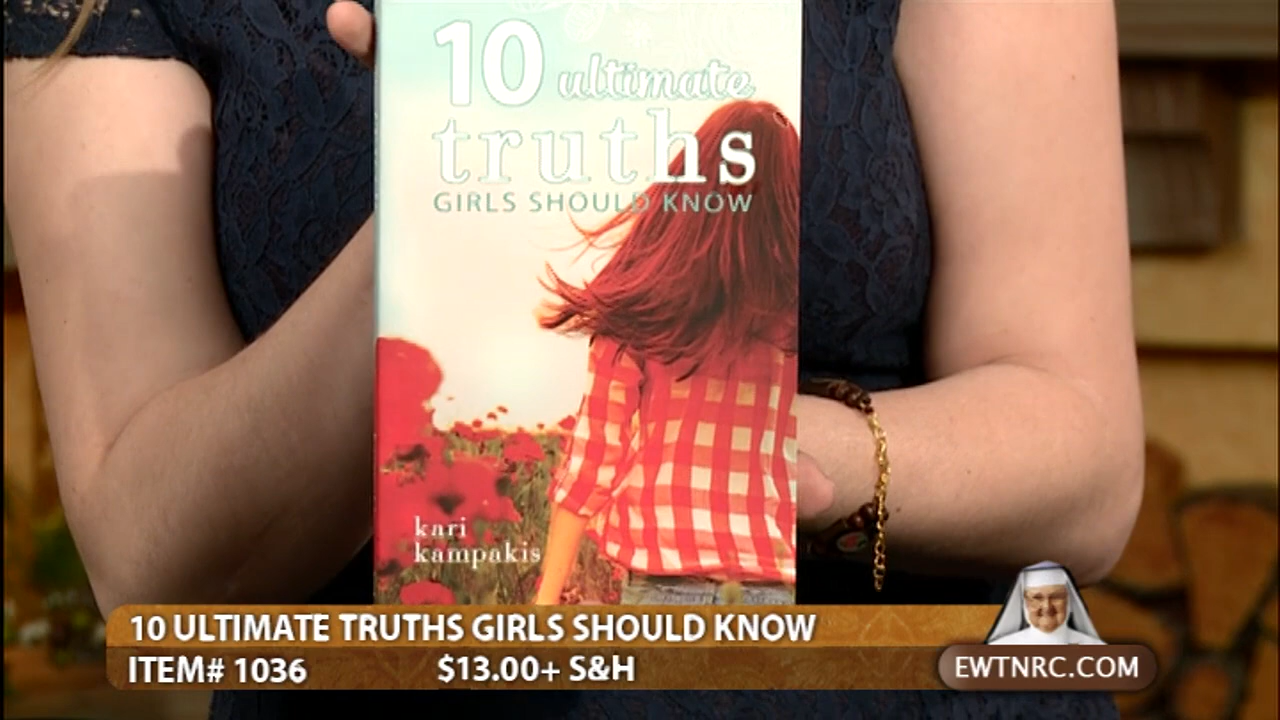 10 ultimate
truths
GIRLS SHOULD KNOW
kari
kampakis
10 ULTIMATE TRUTHS GIRLS SHOULD KNOW
ITEM# 1036 $13.00+ S&H
EWTNRC.COM